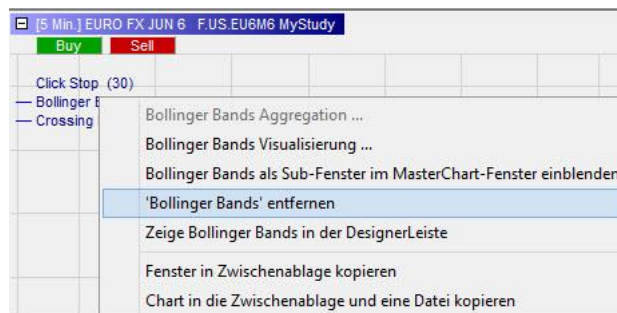 [5 Min.] EURO FX JUN 6 F.US.EU6M6 MyStudy
Buy Sell
Click Stop (30)
Bollinger
Crossing
Bollinger Bands Aggregation ...
Bollinger Bands Visualisierung ...
Bollinger Bands als Sub-Fenster im MasterChart-Fenster einblenden
'Bollinger Bands' entfernen
Zeige Bollinger Bands in der DesignerLeiste
Fenster in Zwischenablage kopieren
Chart in die Zwischenablage und eine Datei kopieren